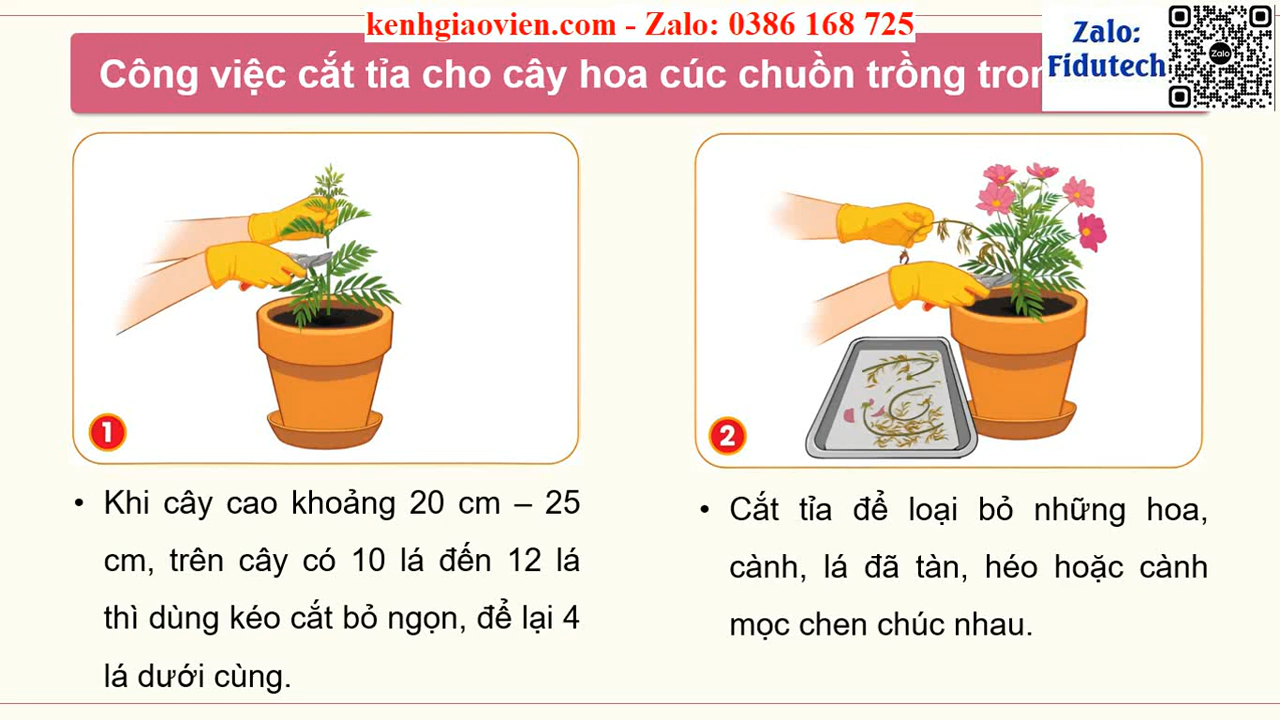 kenhgiaovien.com - Zalo: 0386 168 725
Zalo:
Fidutech
Zalo
Công việc cắt tỉa cho cây hoa cúc chuồn trồng
1
2
• Khi cây cao khoảng 20 cm – 25
cm, trên cây có 10 lá đến 12 lá
thì dùng kéo cắt bỏ ngọn, để lại 4
lá dưới cùng.
• Cắt tỉa để loại bỏ những hoa,
cành, lá đã tàn, héo hoặc cành
mọc chen chúc nhau.